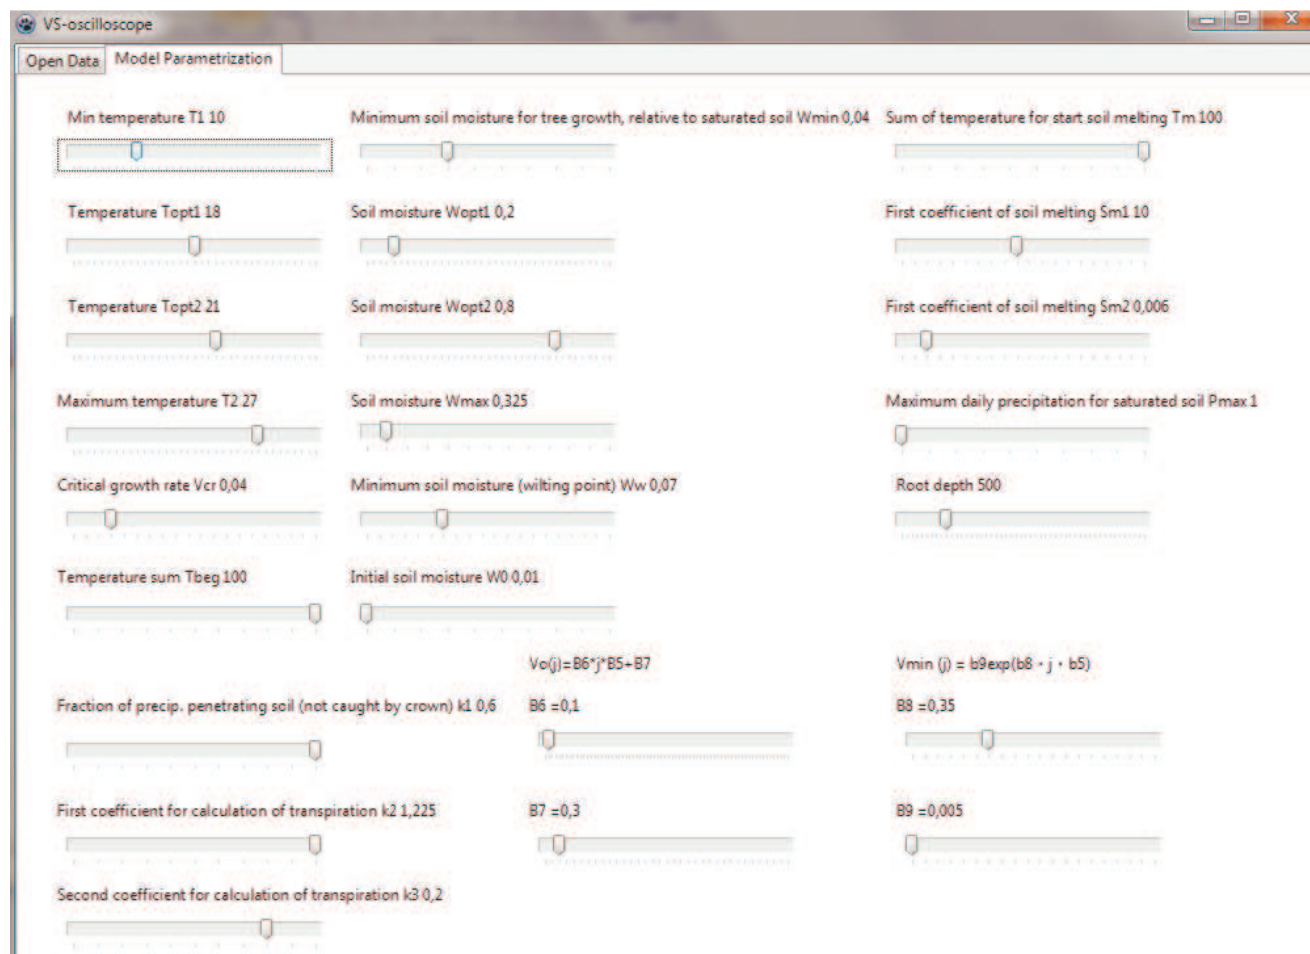 VS-oscilloscope
Open Data Model Parametrization
Min temperature T1 10
Minimum soil moisture for tree growth, relative to saturated soil Wmin 0,04
Sum of temperature for start soil melting Tm 100
Temperature Topt1 18
Soil moisture Wopt1 0,2
First coefficient of soil melting Sm1 10
Temperature Topt2 21
Soil moisture Wopt2 0,8
First coefficient of soil melting Sm2 0,006
Maximum temperature T2 27
Soil moisture Wmax 0,325
Maximum daily precipitation for saturated soil Pmax 1
Critical growth rate Vcr 0,04
Minimum soil moisture (wilting point) Ww 0,07
Root depth 500
Temperature sum Tbeg 100
Initial soil moisture W0 0,01
Vo(j)=B6*j*B5+B7
Vmin (j) = b9exp(b8 * j * b5)
Fraction of precip. penetrating soil (not caught by crown) k1 0,6
B6 =0,1
B8 =0,35
First coefficient for calculation of transpiration k2 1,225
B7 =0,3
B9 =0,005
Second coefficient for calculation of transpiration k3 0,2